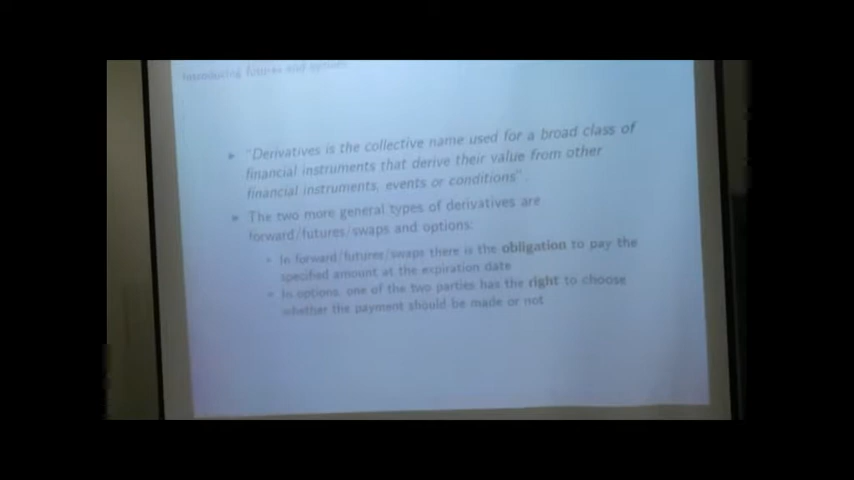 Introducing futures and options
▸ "Derivatives is the collective name used for a broad class of
financial instruments that derive their value from other
financial instruments, events or conditions".
▸ The two more general types of derivatives are
forward/futures/swaps and options:
• In forward/futures/swaps there is the obligation to pay the
specified amount at the expiration date
• In options, one of the two parties has the right to choose
whether the payment should be made or not